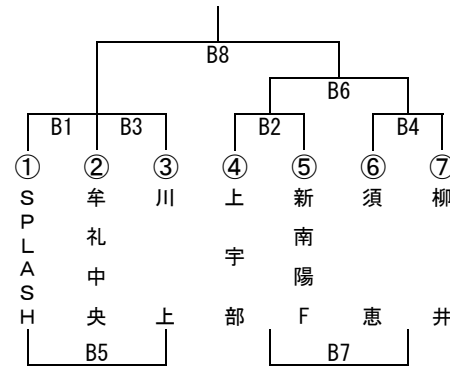 B8
B6
B1
B3
B2
B4
① ② ③ ④ ⑤ ⑥ ⑦
SPLASH
牟礼中央
川上
上宇部
新南陽F
須恵
柳井
B5
B7